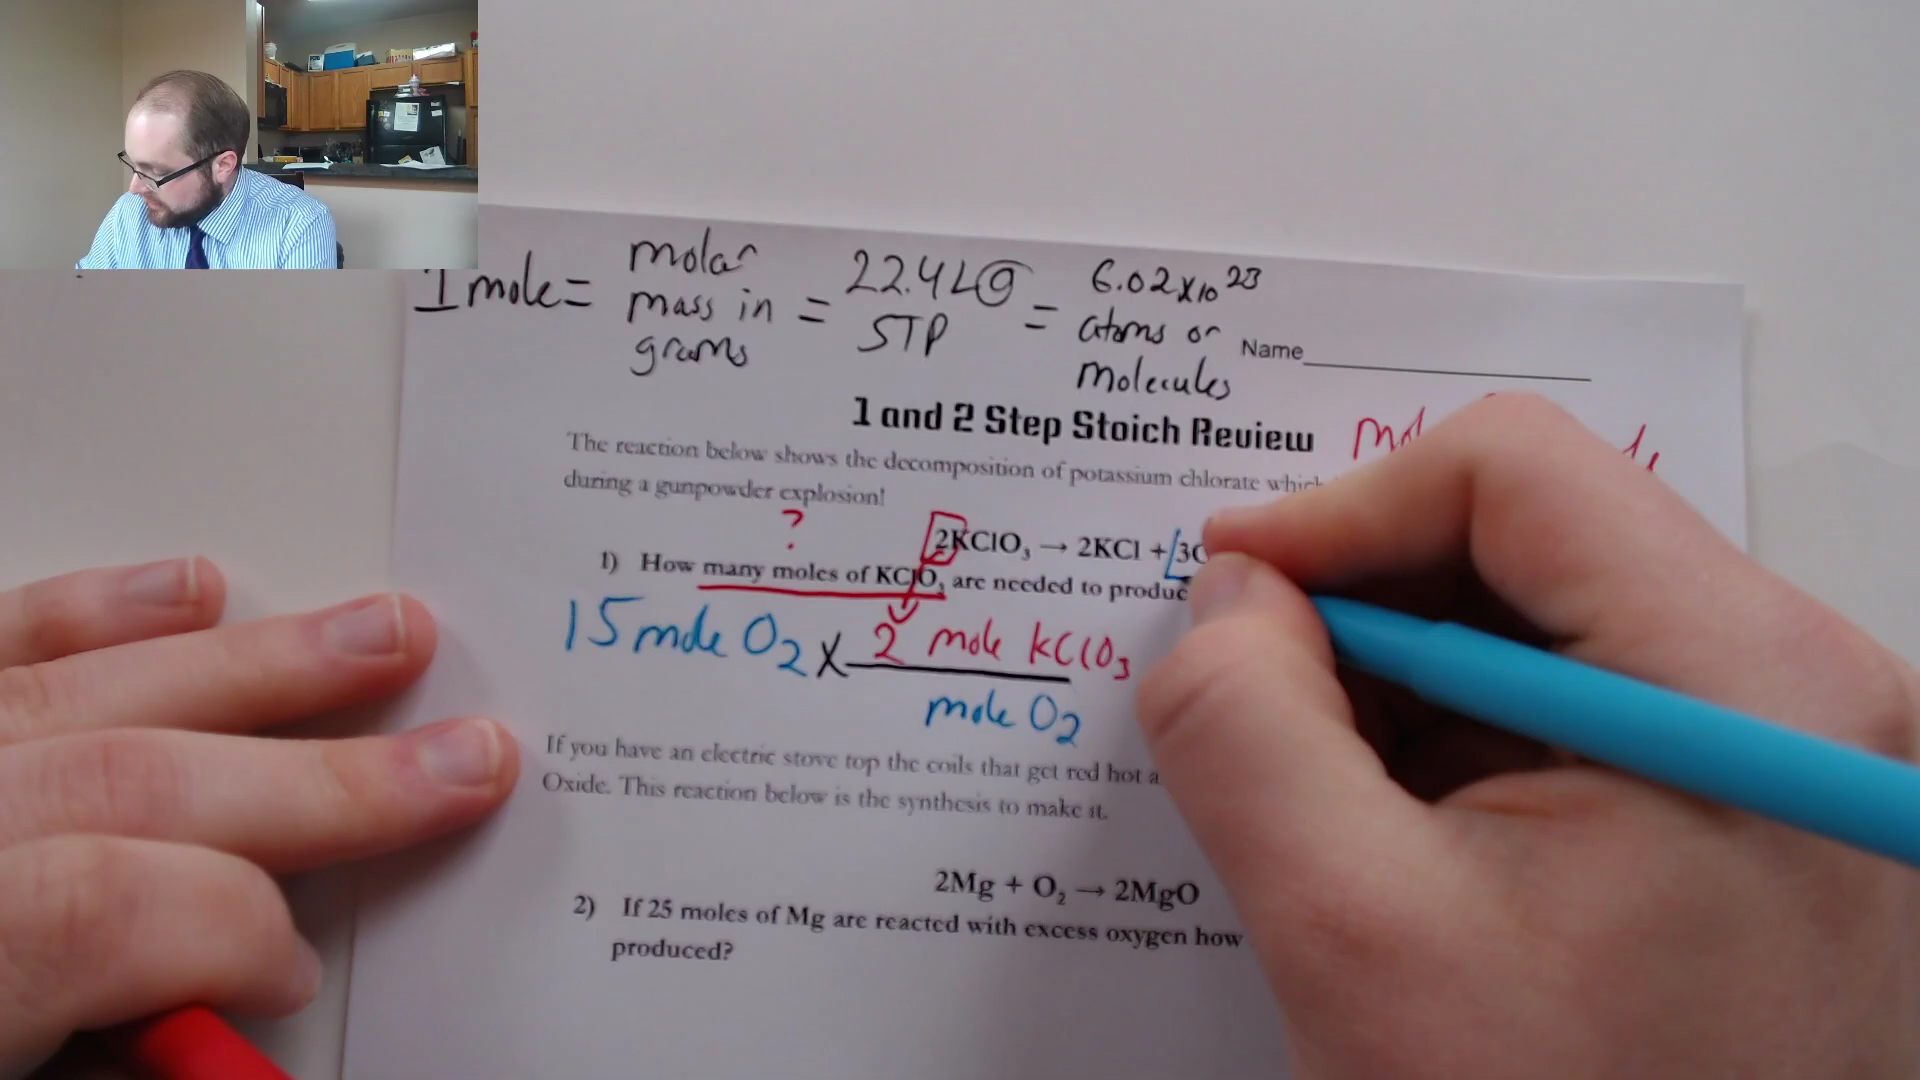 1 mole = molar mass in grams = 22.4L @ STP = 6.02x10 23 atoms or molecules
Name
1 and 2 Step Stoich Review
The reaction below shows the decomposition of potassium chlorate which
during a gunpowder explosion!
?
2KClO3 → 2KCl + 3
1) How many moles of KClO3 are needed to produc
15 mole O2 x 2 mole KClO3
mole O2
If you have an electric stove top the coils that get red hot a
Oxide. This reaction below is the synthesis to make it.
2Mg + O2 → 2MgO
2) If 25 moles of Mg are reacted with excess oxygen how
produced?